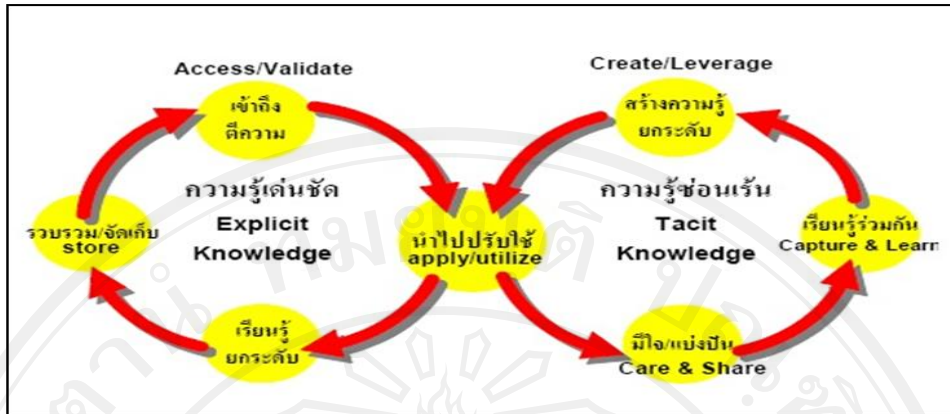 Access/Validate
เข้าถึง
ตีความ
ความรู้เด่นชัด
Explicit
Knowledge
รวบรวม/จัดเก็บ
store
เรียนรู้
ยกระดับ
นำไปปรับใช้
apply/utilize
Create/Leverage
สร้างความรู้
ยกระดับ
ความรู้ซ่อนเร้น
Tacit
Knowledge
เรียนรู้ร่วมกัน
Capture & Learn
มีใจ/แบ่งปัน
Care & Share